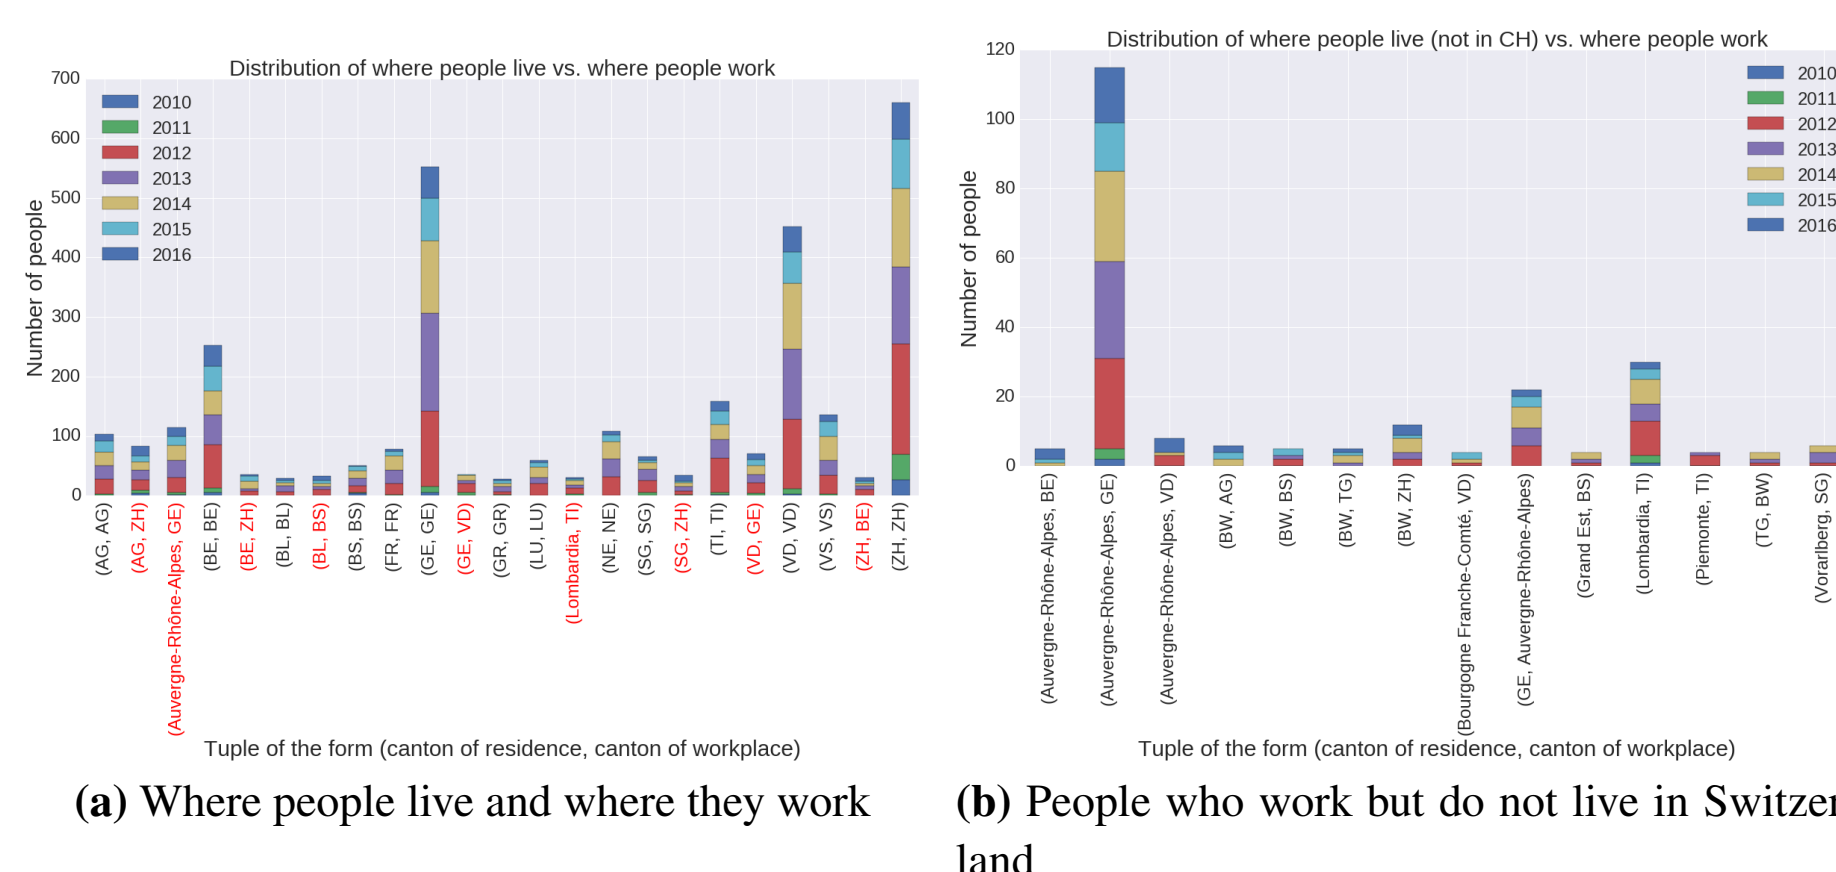 Distribution of where people live vs. where people work
700
600
500
400
300
200
100
0
Number of people
2010
2011
2012
2013
2014
2015
2016
(AG, AG)
(AG, ZH)
(Auvergne-Rhône-Alpes, GE)
(BE, BE)
(BE, ZH)
(BL, BL)
(BL, BS)
(BS, BS)
(FR, FR)
(GE, GE)
(GE, VD)
(GR, GR)
(LU, LU)
(Lombardia, TI)
(NE, NE)
(SG, SG)
(SG, ZH)
(TI, TI)
(VD, GE)
(VD, VD)
(VS, VS)
(ZH, BE)
(ZH, ZH)
Tuple of the form (canton of residence, canton of workplace)
(a) Where people live and where they work
Distribution of where people live (not in CH) vs. where people work
120
100
80
60
40
20
0
Number of people
2010
2011
2012
2013
2014
2015
2016
(Auvergne-Rhône-Alpes, BE)
(Auvergne-Rhône-Alpes, GE)
(Auvergne-Rhône-Alpes, VD)
(BW, AG)
(BW, BS)
(BW, TG)
(BW, ZH)
(Bourgogne Franche-Comté, VD)
(GE, Auvergne-Rhône-Alpes)
(Grand Est, BS)
(Lombardia, TI)
(Piemonte, TI)
(TG, BW)
(Vorarlberg, SG)
Tuple of the form (canton of residence, canton of workplace)
(b) People who work but do not live in Switzer
land